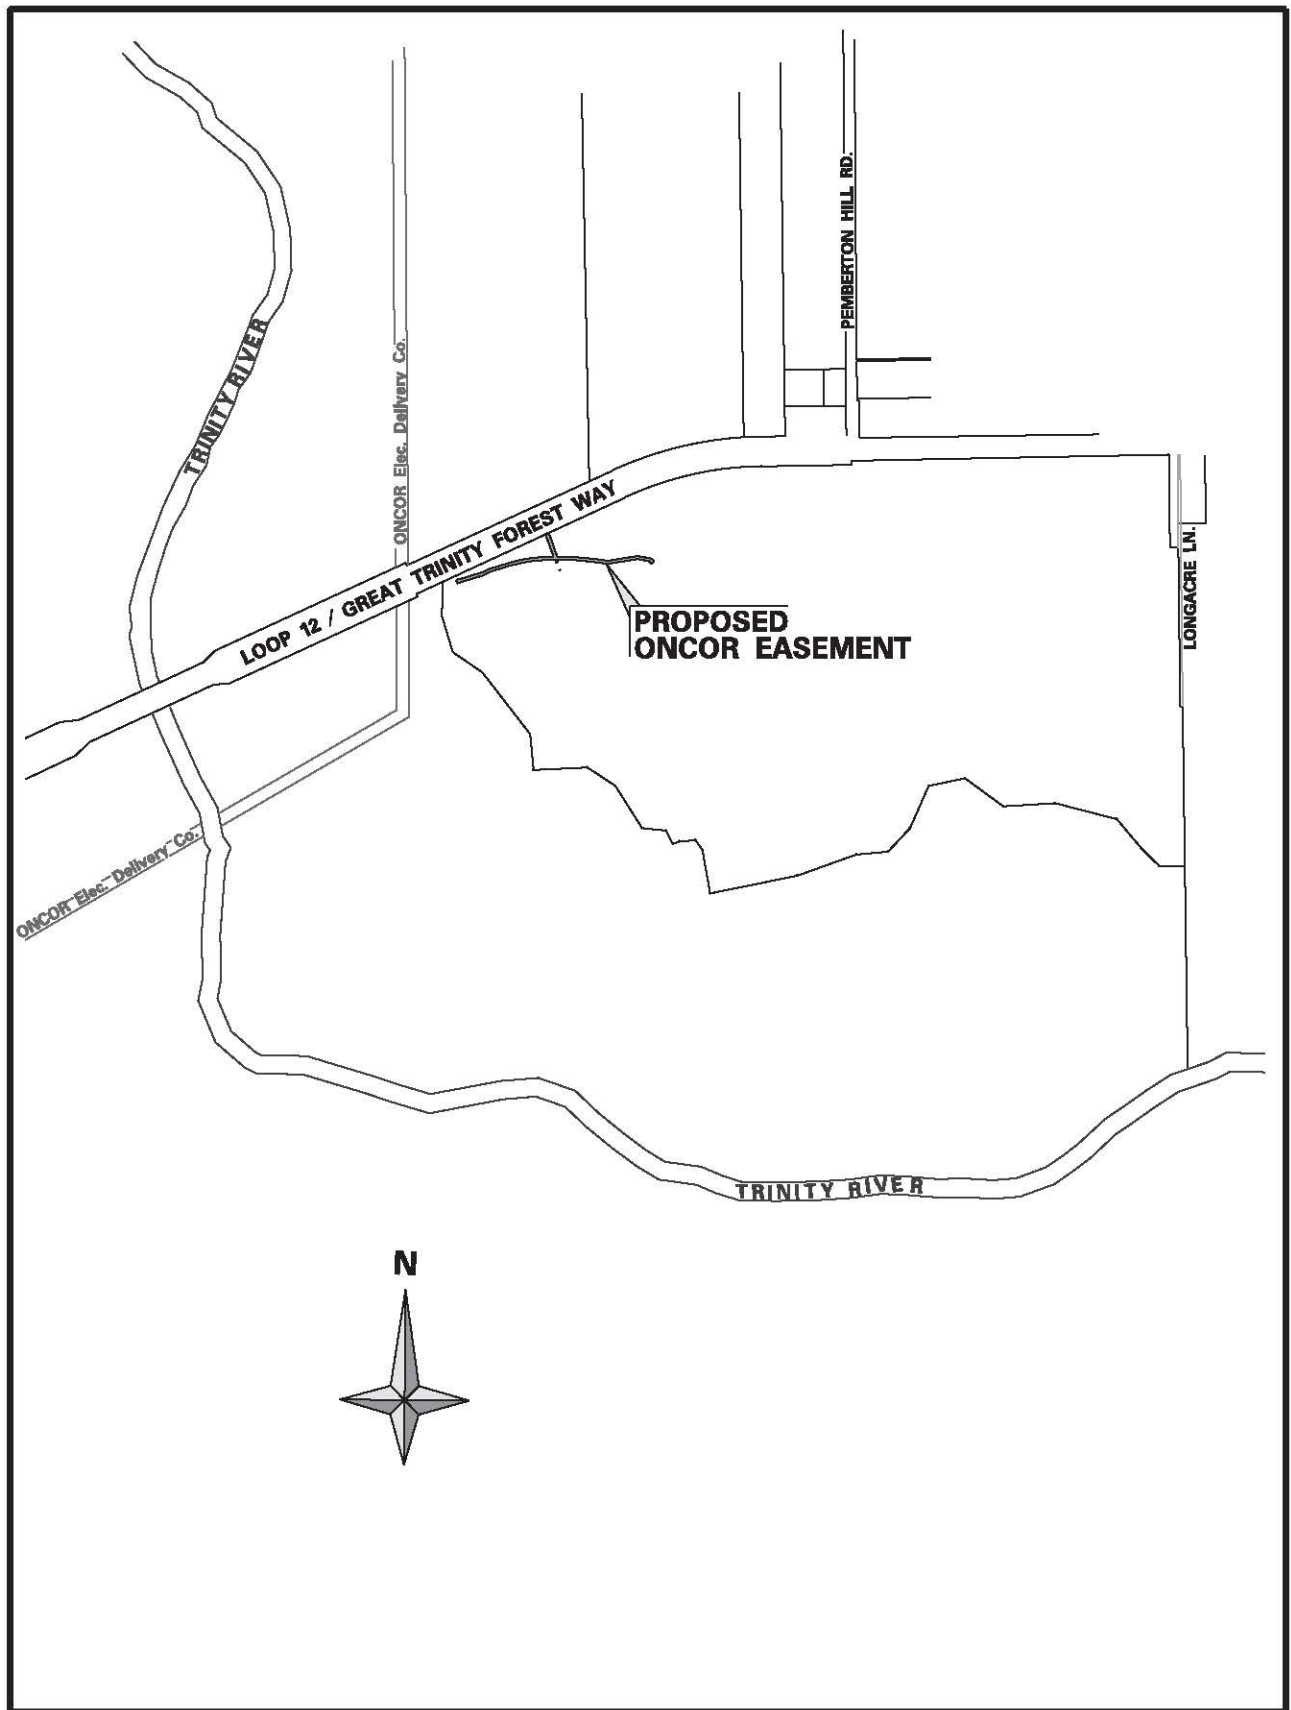 PEMBERTON HILL RD.
TRINITY RIVER
ONCOR Elec. Delivery Co.
LOOP 12 / GREAT TRINITY FOREST WAY
LONGACRE LN.
PROPOSED
ONCOR EASEMENT
ONCOR Elec. Delivery Co.
TRINITY RIVER
N